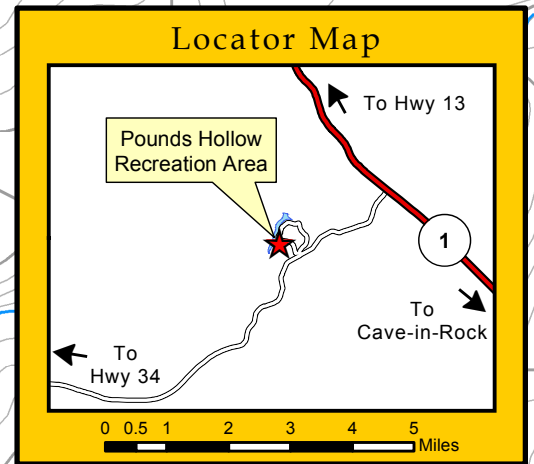 Locator Map
To Hwy 13
Pounds Hollow
Recreation Area
1
To
Cave-in-Rock
To
Hwy 34
0 0.5 1 2 3 4 5
Miles